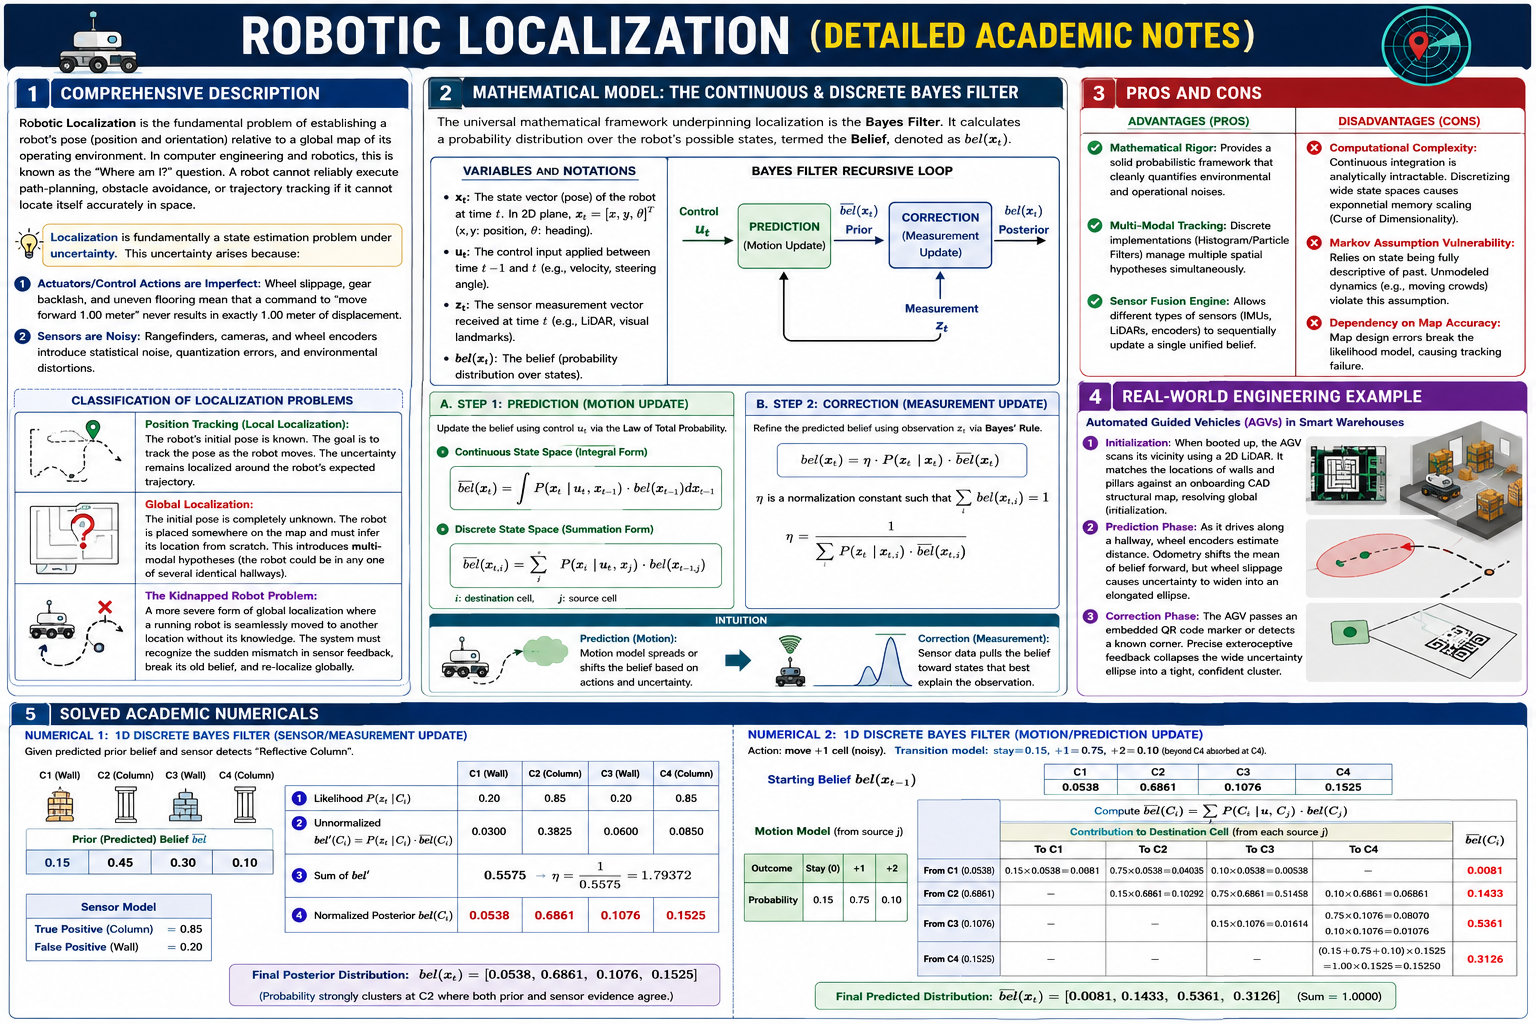 ROBOTIC LOCALIZATION (DETAILED ACADEMIC NOTES)
1 COMPREHENSIVE DESCRIPTION
Robotic Localization is the fundamental problem of establishing a
robot's pose (position and orientation) relative to a global map of its
operating environment. In computer engineering and robotics, this is
known as the “Where am I?” question. A robot cannot reliably execute
path-planning, obstacle avoidance, or trajectory tracking if it cannot
locate itself accurately in space.
Localization is fundamentally a state estimation problem under
uncertainty. This uncertainty arises because:
1 Actuators/Control Actions are Imperfect: Wheel slippage, gear
backlash, and uneven flooring mean that a command to “move
forward 1.00 meter” never results in exactly 1.00 meter of displacement.
2 Sensors are Noisy: Rangefinders, cameras, and wheel encoders
introduce statistical noise, quantization errors, and environmental
distortions.
CLASSIFICATION OF LOCALIZATION PROBLEMS
Position Tracking (Local Localization):
The robot's initial pose is known. The goal is to
track the pose as the robot moves. The uncertainty
remains localized around the robot's expected
trajectory.
?
Global Localization:
The initial pose is completely unknown. The robot
is placed somewhere on the map and must infer
its location from scratch. This introduces multi-
modal hypotheses (the robot could be in any one
of several identical hallways).
The Kidnapped Robot Problem:
A more severe form of global localization where
a running robot is seamlessly moved to another
location without its knowledge. The system must
recognize the sudden mismatch in sensor feedback,
break its old belief, and re-localize globally.
2 MATHEMATICAL MODEL: THE CONTINUOUS & DISCRETE BAYES FILTER
The universal mathematical framework underpinning localization is the Bayes Filter. It calculates
a probability distribution over the robot's possible states, termed the Belief, denoted as bel(xₜ).
VARIABLES AND NOTATIONS
• xₜ: The state vector (pose) of the robot
at time t. In 2D plane, xₜ = [x, y, θ]ᵀ
(x, y: position, θ: heading).
• uₜ: The control input applied between
time t − 1 and t (e.g., velocity, steering
angle).
• zₜ: The sensor measurement vector
received at time t (e.g., LiDAR, visual
landmarks).
• bel(xₜ): The belief (probability
distribution over states).
BAYES FILTER RECURSIVE LOOP
Control
uₜ
PREDICTION
(Motion Update)
b̅e̅l̅(xₜ)
Prior
CORRECTION
(Measurement
Update)
bel(xₜ)
Posterior
Measurement
zₜ
A. STEP 1: PREDICTION (MOTION UPDATE)
Update the belief using control uₜ via the Law of Total Probability.
Continuous State Space (Integral Form)
b̅e̅l̅(xₜ) = ∫ P(xₜ | uₜ, xₜ₋₁) · bel(xₜ₋₁)dxₜ₋₁
Discrete State Space (Summation Form)
b̅e̅l̅(xₜ,ᵢ) = ∑ⱼ P(xₜ | uₜ, xⱼ) · bel(xₜ₋₁,ⱼ)
i: destination cell, j: source cell
B. STEP 2: CORRECTION (MEASUREMENT UPDATE)
Refine the predicted belief using observation zₜ via Bayes' Rule.
bel(xₜ) = η · P(zₜ | xₜ) · b̅e̅l̅(xₜ)
η is a normalization constant such that ∑ᵢ bel(xₜ,ᵢ) = 1
η = 1 / ∑ᵢ P(zₜ | xₜ,ᵢ) · b̅e̅l̅(xₜ,ᵢ)
INTUITION
Prediction (Motion):
Motion model spreads or
shifts the belief based on
actions and uncertainty.
Correction (Measurement):
Sensor data pulls the belief
toward states that best
explain the observation.
3 PROS AND CONS
ADVANTAGES (PROS)
Mathematical Rigor: Provides a
solid probabilistic framework that
cleanly quantifies environmental
and operational noises.
Multi-Modal Tracking: Discrete
implementations (Histogram/Particle
Filters) manage multiple spatial
hypotheses simultaneously.
Sensor Fusion Engine: Allows
different types of sensors (IMUs,
LiDARs, encoders) to sequentially
update a single unified belief.
DISADVANTAGES (CONS)
Computational Complexity:
Continuous integration is
analytically intractable. Discretizing
wide state spaces causes
exponnetial memory scaling
(Curse of Dimensionality).
Markov Assumption Vulnerability:
Relies on state being fully
descriptive of past. Unmodeled
dynamics (e.g., moving crowds)
violate this assumption.
Dependency on Map Accuracy:
Map design errors break the
likelihood model, causing tracking
failure.
4 REAL-WORLD ENGINEERING EXAMPLE
Automated Guided Vehicles (AGVs) in Smart Warehouses
1 Initialization: When booted up, the AGV
scans its vicinity using a 2D LiDAR. It
matches the locations of walls and
pillars against an onboarding CAD
structural map, resolving global
(initialization.
2 Prediction Phase: As it drives along
a hallway, wheel encoders estimate
distance. Odometry shifts the mean
of belief forward, but wheel slippage
causes uncertainty to widen into an
elongated ellipse.
3 Correction Phase: The AGV passes an
embedded QR code marker or detects
a known corner. Precise exteroceptive
feedback collapses the wide uncertainty
ellipse into a tight, confident cluster.
5 SOLVED ACADEMIC NUMERICALS
NUMERICAL 1: 1D DISCRETE BAYES FILTER (SENSOR/MEASUREMENT UPDATE)
Given predicted prior belief and sensor detects “Reflective Column”.
C1 (Wall) C2 (Column) C3 (Wall) C4 (Column)
Prior (Predicted) Belief b̅e̅l̅
0.15 0.45 0.30 0.10
Sensor Model
True Positive (Column) = 0.85
False Positive (Wall) = 0.20
C1 (Wall) C2 (Column) C3 (Wall) C4 (Column)
1 Likelihood P(zₜ | Cᵢ) 0.20 0.85 0.20 0.85
2 Unnormalized
bel′(Cᵢ) = P(zₜ | Cᵢ) · b̅e̅l̅(Cᵢ) 0.0300 0.3825 0.0600 0.0850
3 Sum of bel′ 0.5575 → η = 1 / 0.5575 = 1.79372
4 Normalized Posterior bel(Cᵢ) 0.0538 0.6861 0.1076 0.1525
Final Posterior Distribution: bel(xₜ) = [0.0538, 0.6861, 0.1076, 0.1525]
(Probability strongly clusters at C2 where both prior and sensor evidence agree.)
NUMERICAL 2: 1D DISCRETE BAYES FILTER (MOTION/PREDICTION UPDATE)
Action: move +1 cell (noisy). Transition model: stay=0.15, +1=0.75, +2=0.10 (beyond C4 absorbed at C4).
Starting Belief bel(xₜ₋₁)
C1 C2 C3 C4
0.0538 0.6861 0.1076 0.1525
Motion Model (from source j)
Outcome Stay (0) +1 +2
Probability 0.15 0.75 0.10
Compute b̅e̅l̅(Cᵢ) = ∑ P(Cᵢ | u, Cⱼ) · bel(Cⱼ)
Contribution to Destination Cell (from each source j) b̅e̅l̅(Cᵢ)
To C1 To C2 To C3 To C4
From C1 (0.0538) 0.15×0.0538=0.0081 0.75×0.0538=0.04035 0.10×0.0538=0.00538 — 0.0081
From C2 (0.6861) — 0.15×0.6861=0.10292 0.75×0.6861=0.51458 0.10×0.6861=0.06861 0.1433
From C3 (0.1076) — — 0.15×0.1076=0.01614 0.75×0.1076=0.08070
0.10×0.1076=0.01076 0.5361
From C4 (0.1525) — — — (0.15+0.75+0.10)×0.1525
=1.00×0.1525=0.15250 0.3126
Final Predicted Distribution: b̅e̅l̅(xₜ) = [0.0081, 0.1433, 0.5361, 0.3126] (Sum = 1.0000)